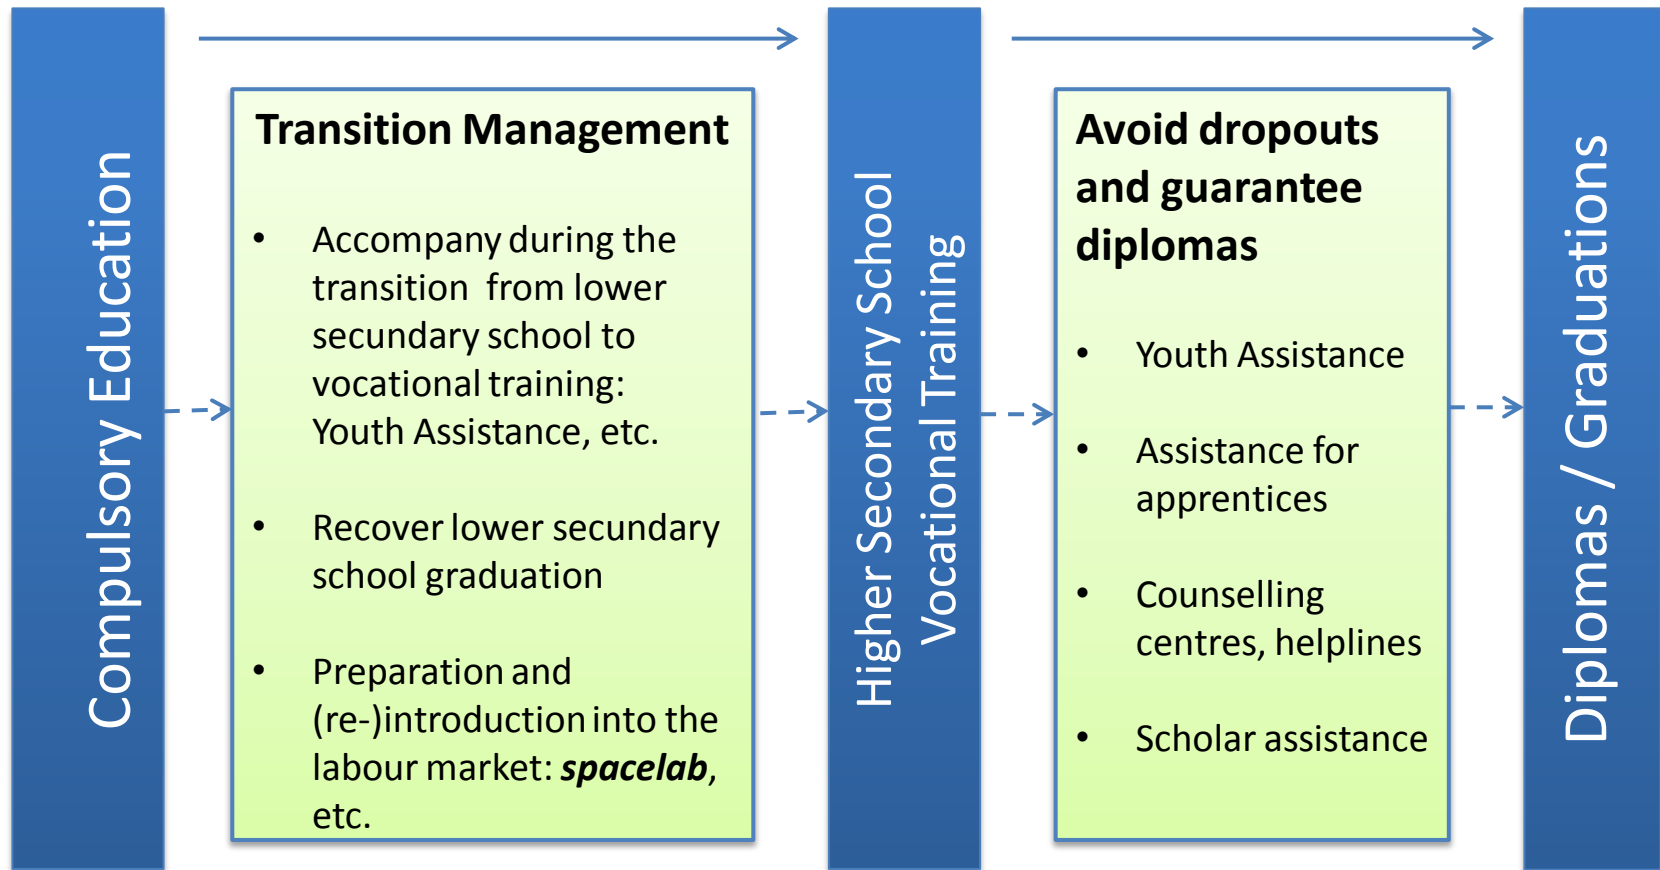 Compulsory Education
Transition Management
• Accompany during the
transition from lower
secundary school to
vocational training:
Youth Assistance, etc.
• Recover lower secundary
school graduation
• Preparation and
(re-)introduction into the
labour market: spacelab,
etc.
Higher Secondary School
Vocational Training
Avoid dropouts
and guarantee
diplomas
• Youth Assistance
• Assistance for
apprentices
• Counselling
centres, helplines
• Scholar assistance
Diplomas / Graduations